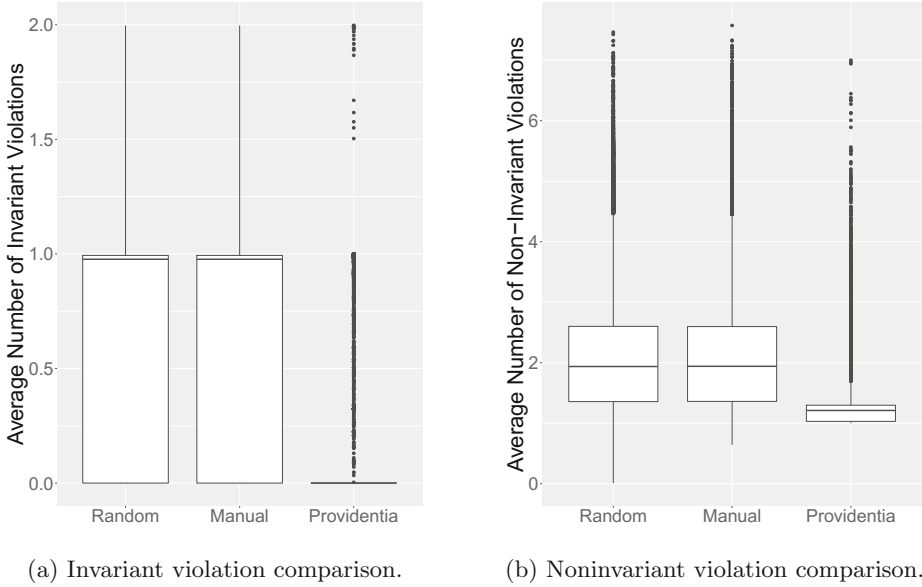 Average Number of Invariant Violations
2.0
1.5
1.0
0.5
0.0
Random Manual Providentia
(a) Invariant violation comparison.
Average Number of Non−Invariant Violations
6
4
2
0
Random Manual Providentia
(b) Noninvariant violation comparison.